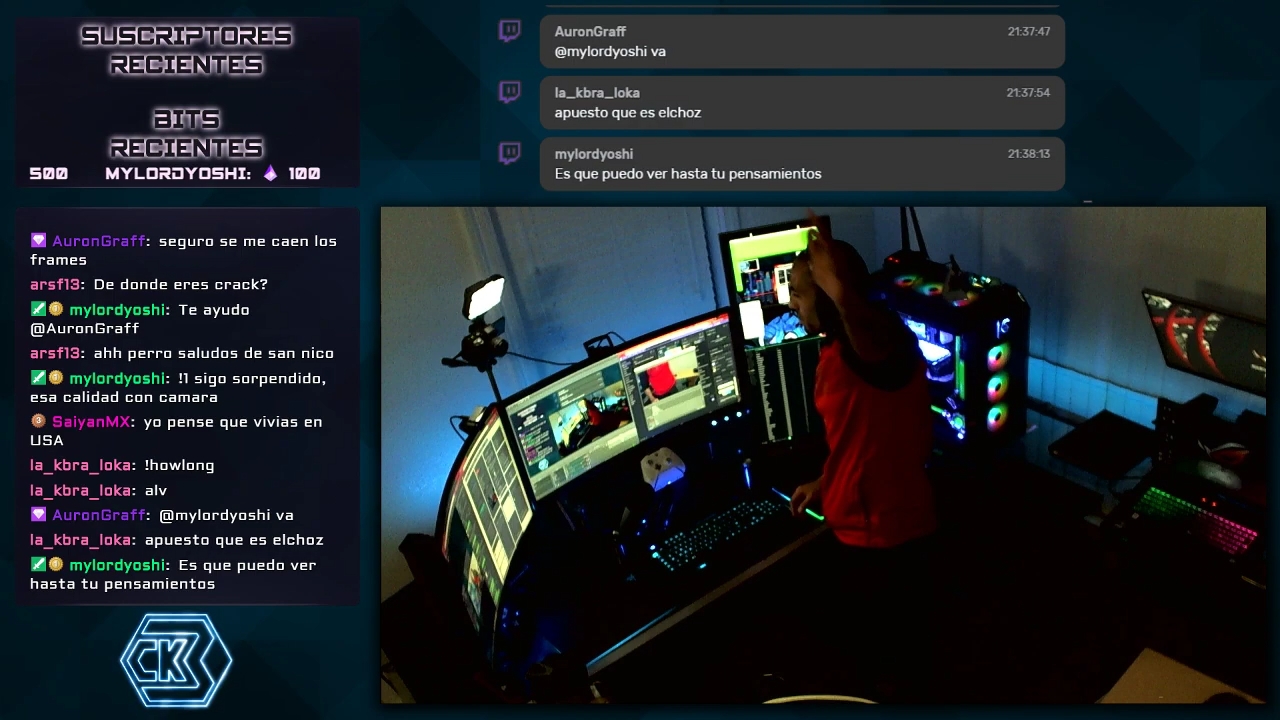 SUSCRIPTORES
RECIENTES
BITS
RECIENTES
500 MYLORDYOSHI: 100
AuronGraff 21:37:47
@mylordyoshi va
la_kbra_loka 21:37:54
apuesto que es elchoz
mylordyoshi 21:38:13
Es que puedo ver hasta tu pensamientos
AuronGraff: seguro se me caen los
frames
arsf13: De donde eres crack?
mylordyoshi: Te ayudo
@AuronGraff
arsf13: ahh perro saludos de san nico
mylordyoshi: !1 sigo sorpendido,
esa calidad con camara
SaiyanMX: yo pense que vivias en
USA
la_kbra_loka: !howlong
la_kbra_loka: alv
AuronGraff: @mylordyoshi va
la_kbra_loka: apuesto que es elchoz
mylordyoshi: Es que puedo ver
hasta tu pensamientos